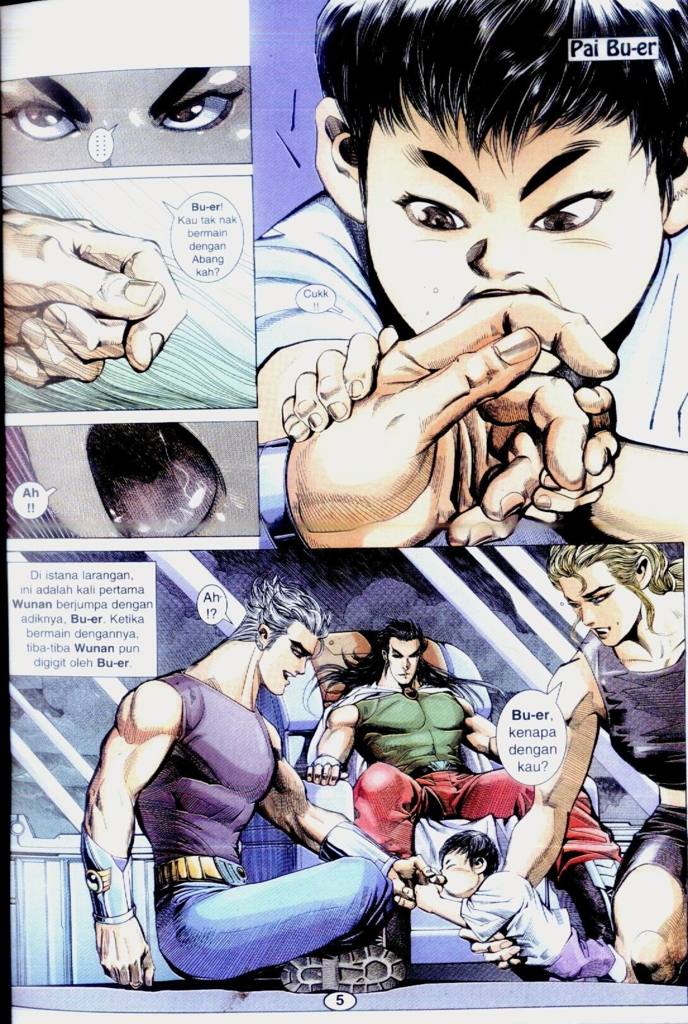 Pai Bu-er
.......
Bu-er!
Kau tak nak
bermain
dengan
Abang
kah?
Cukk
!!
Ah
!!
Di istana larangan,
ini adalah kali pertama
Wunan berjumpa dengan
adiknya, Bu-er. Ketika
bermain dengannya,
tiba-tiba Wunan pun
digigit oleh Bu-er.
Ah
!?
Bu-er,
kenapa
dengan
kau?
5